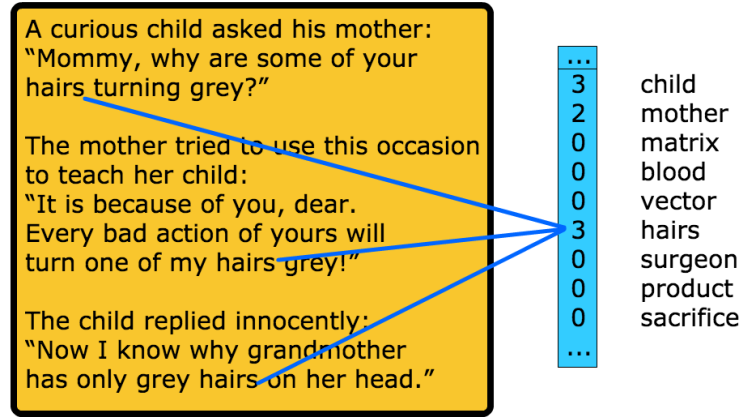 A curious child asked his mother:
“Mommy, why are some of your
hairs turning grey?”
The mother tried to use this occasion
to teach her child:
“It is because of you, dear.
Every bad action of yours will
turn one of my hairs grey!”
The child replied innocently:
“Now I know why grandmother
has only grey hairs on her head.”
...
3 child
2 mother
0 matrix
0 blood
0 vector
3 hairs
0 surgeon
0 product
0 sacrifice
...